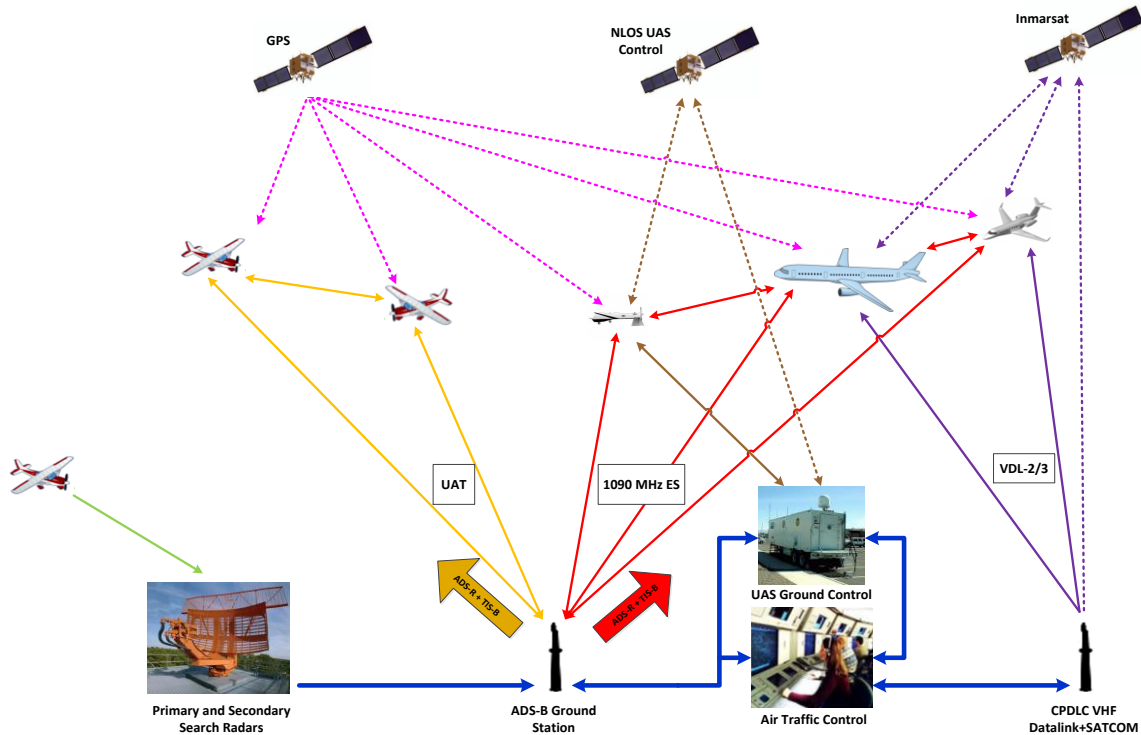 GPS
NLOS UAS
Control
Inmarsat
UAT
1090 MHz ES
VDL-2/3
ADS-R + TIS-B
ADS-R + TIS-B
UAS Ground Control
Primary and Secondary
Search Radars
ADS-B Ground
Station
Air Traffic Control
CPDLC VHF
Datalink+SATCOM